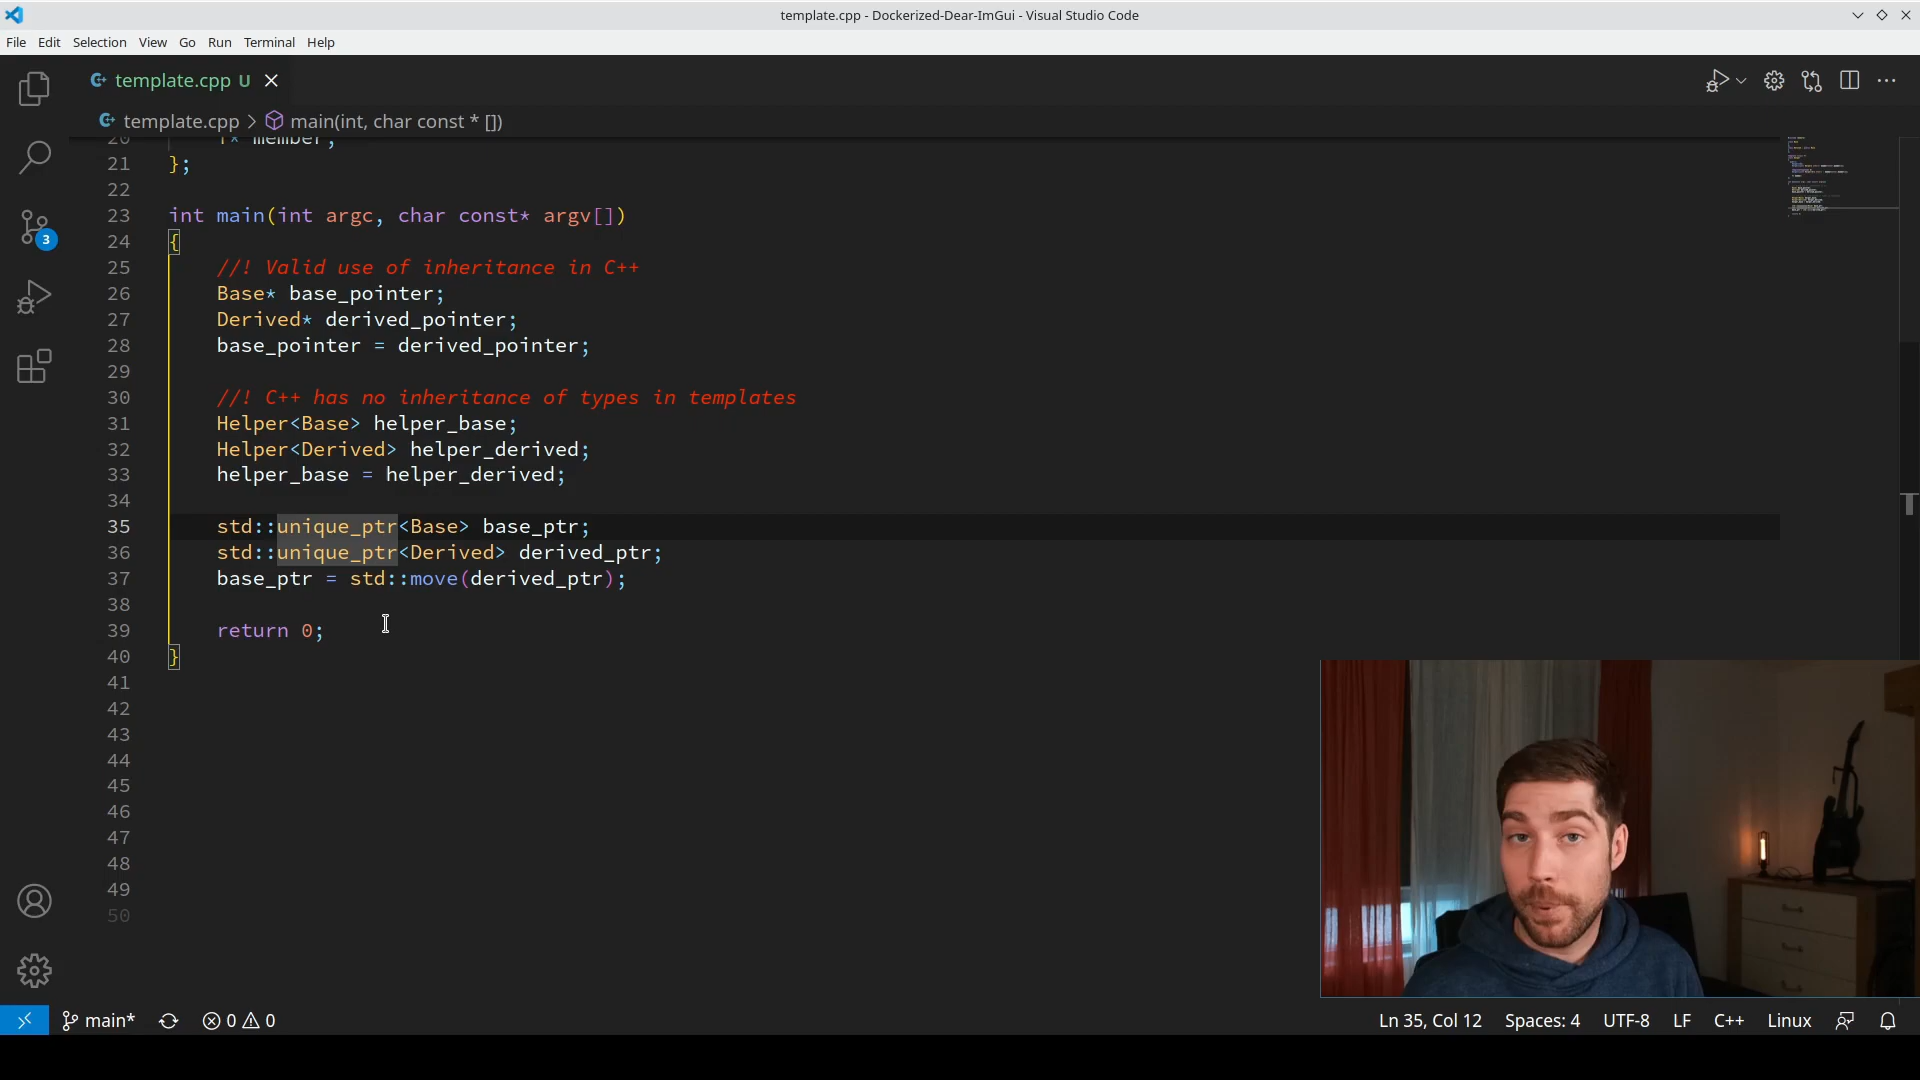 template.cpp - Dockerized-Dear-ImGui - Visual Studio Code
File Edit Selection View Go Run Terminal Help
template.cpp U
template.cpp > main(int, char const * [])
20 T* member;
21 };
22
23 int main(int argc, char const* argv[])
24 {
25 //! Valid use of inheritance in C++
26 Base* base_pointer;
27 Derived* derived_pointer;
28 base_pointer = derived_pointer;
29
30 //! C++ has no inheritance of types in templates
31 Helper<Base> helper_base;
32 Helper<Derived> helper_derived;
33 helper_base = helper_derived;
34
35 std::unique_ptr<Base> base_ptr;
36 std::unique_ptr<Derived> derived_ptr;
37 base_ptr = std::move(derived_ptr);
38
39 return 0;
40 }
41
42
43
44
45
46
47
48
49
50
3
main* 0 0 Ln 35, Col 12 Spaces: 4 UTF-8 LF C++ Linux